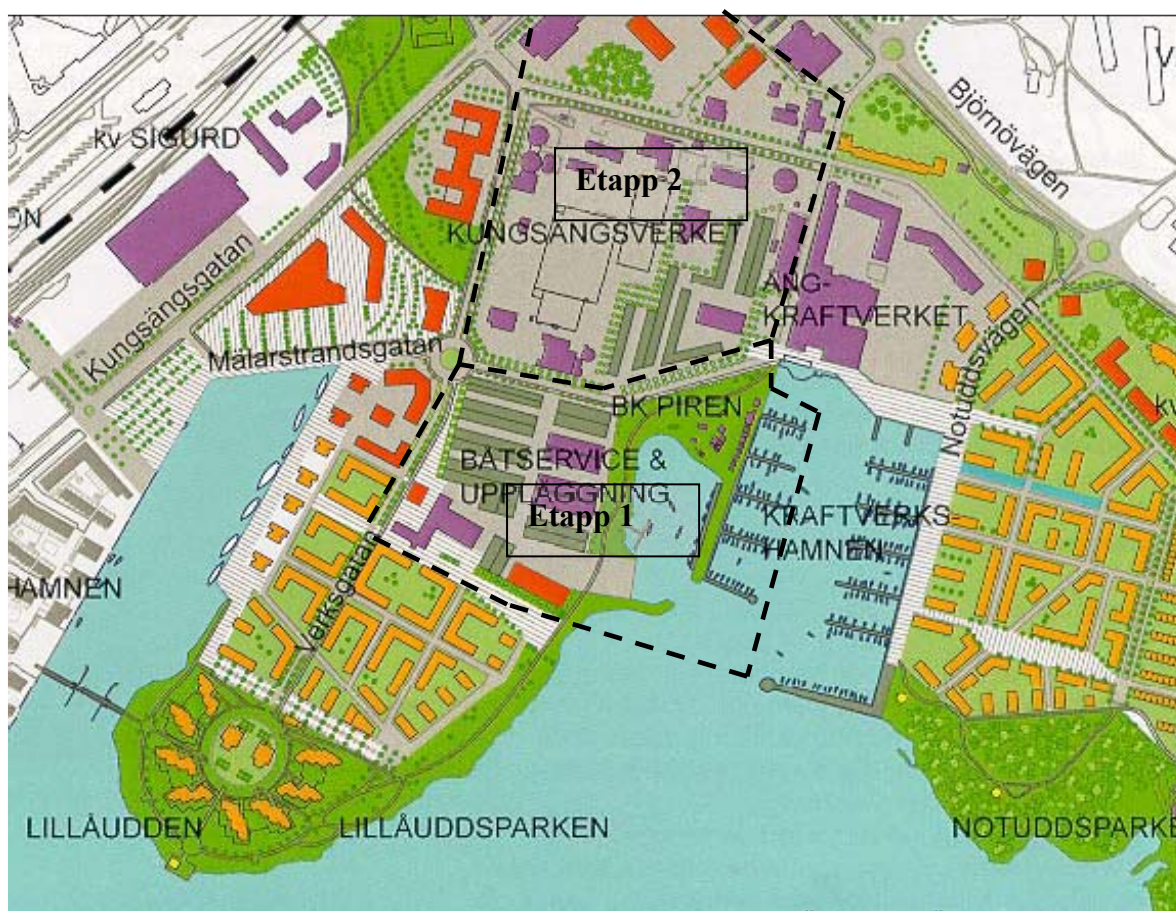 kv SIGURD
Björnövägen
Etapp 2
KUNGSÄNGSVERKET
Kungsängsgatan
ÅNG-
KRAFTVERKET
Mälarstrandsgatan
Notuddsvägen
BK PIREN
BÅTSERVICE &
UPPLÄGGNING
Etapp 1
KRAFTVERKS
HAMNEN
HAMNEN
Verksgatan
LILLÅUDDEN
LILLÅUDDSPARKEN
NOTUDDSPARKE